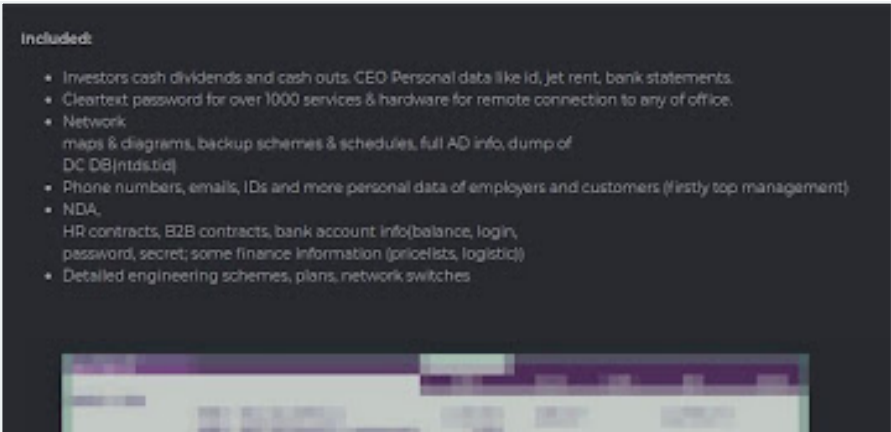 Included:
Investors cash dividends and cash outs. CEO Personal data like id, jet rent, bank statements.
Cleartext password for over 1000 services & hardware for remote connection to any of office.
Network
maps & diagrams, backup schemes & schedules, full AD info, dump of
DC DB(ntds.tid)
Phone numbers, emails, IDs and more personal data of employers and customers (firstly top management)
NDA,
HR contracts, B2B contracts, bank account info(balance, login,
password, secret; some finance information (pricelists, logistic))
Detailed engineering schemes, plans, network switches